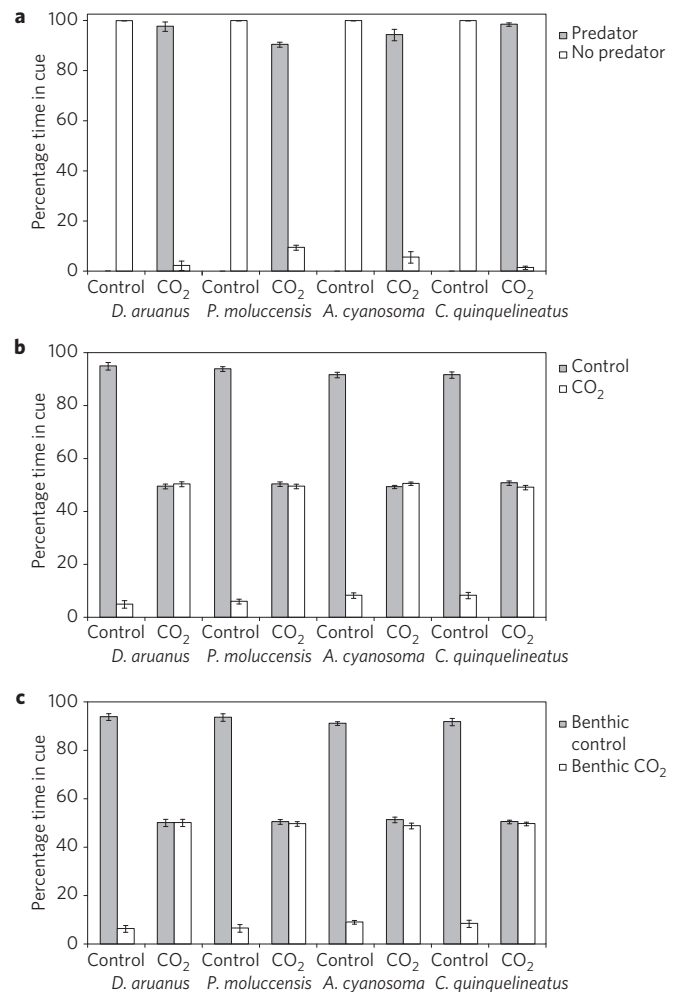 a
100
80
60
40
20
0
Percentage time in cue
Predator
No predator
Control CO₂ Control CO₂ Control CO₂ Control CO₂
D. aruanus P. moluccensis A. cyanosoma C. quinquelineatus
b
100
80
60
40
20
0
Percentage time in cue
Control
CO₂
Control CO₂ Control CO₂ Control CO₂ Control CO₂
D. aruanus P. moluccensis A. cyanosoma C. quinquelineatus
c
100
80
60
40
20
0
Percentage time in cue
Benthic
control
Benthic CO₂
Control CO₂ Control CO₂ Control CO₂ Control CO₂
D. aruanus P. moluccensis A. cyanosoma C. quinquelineatus